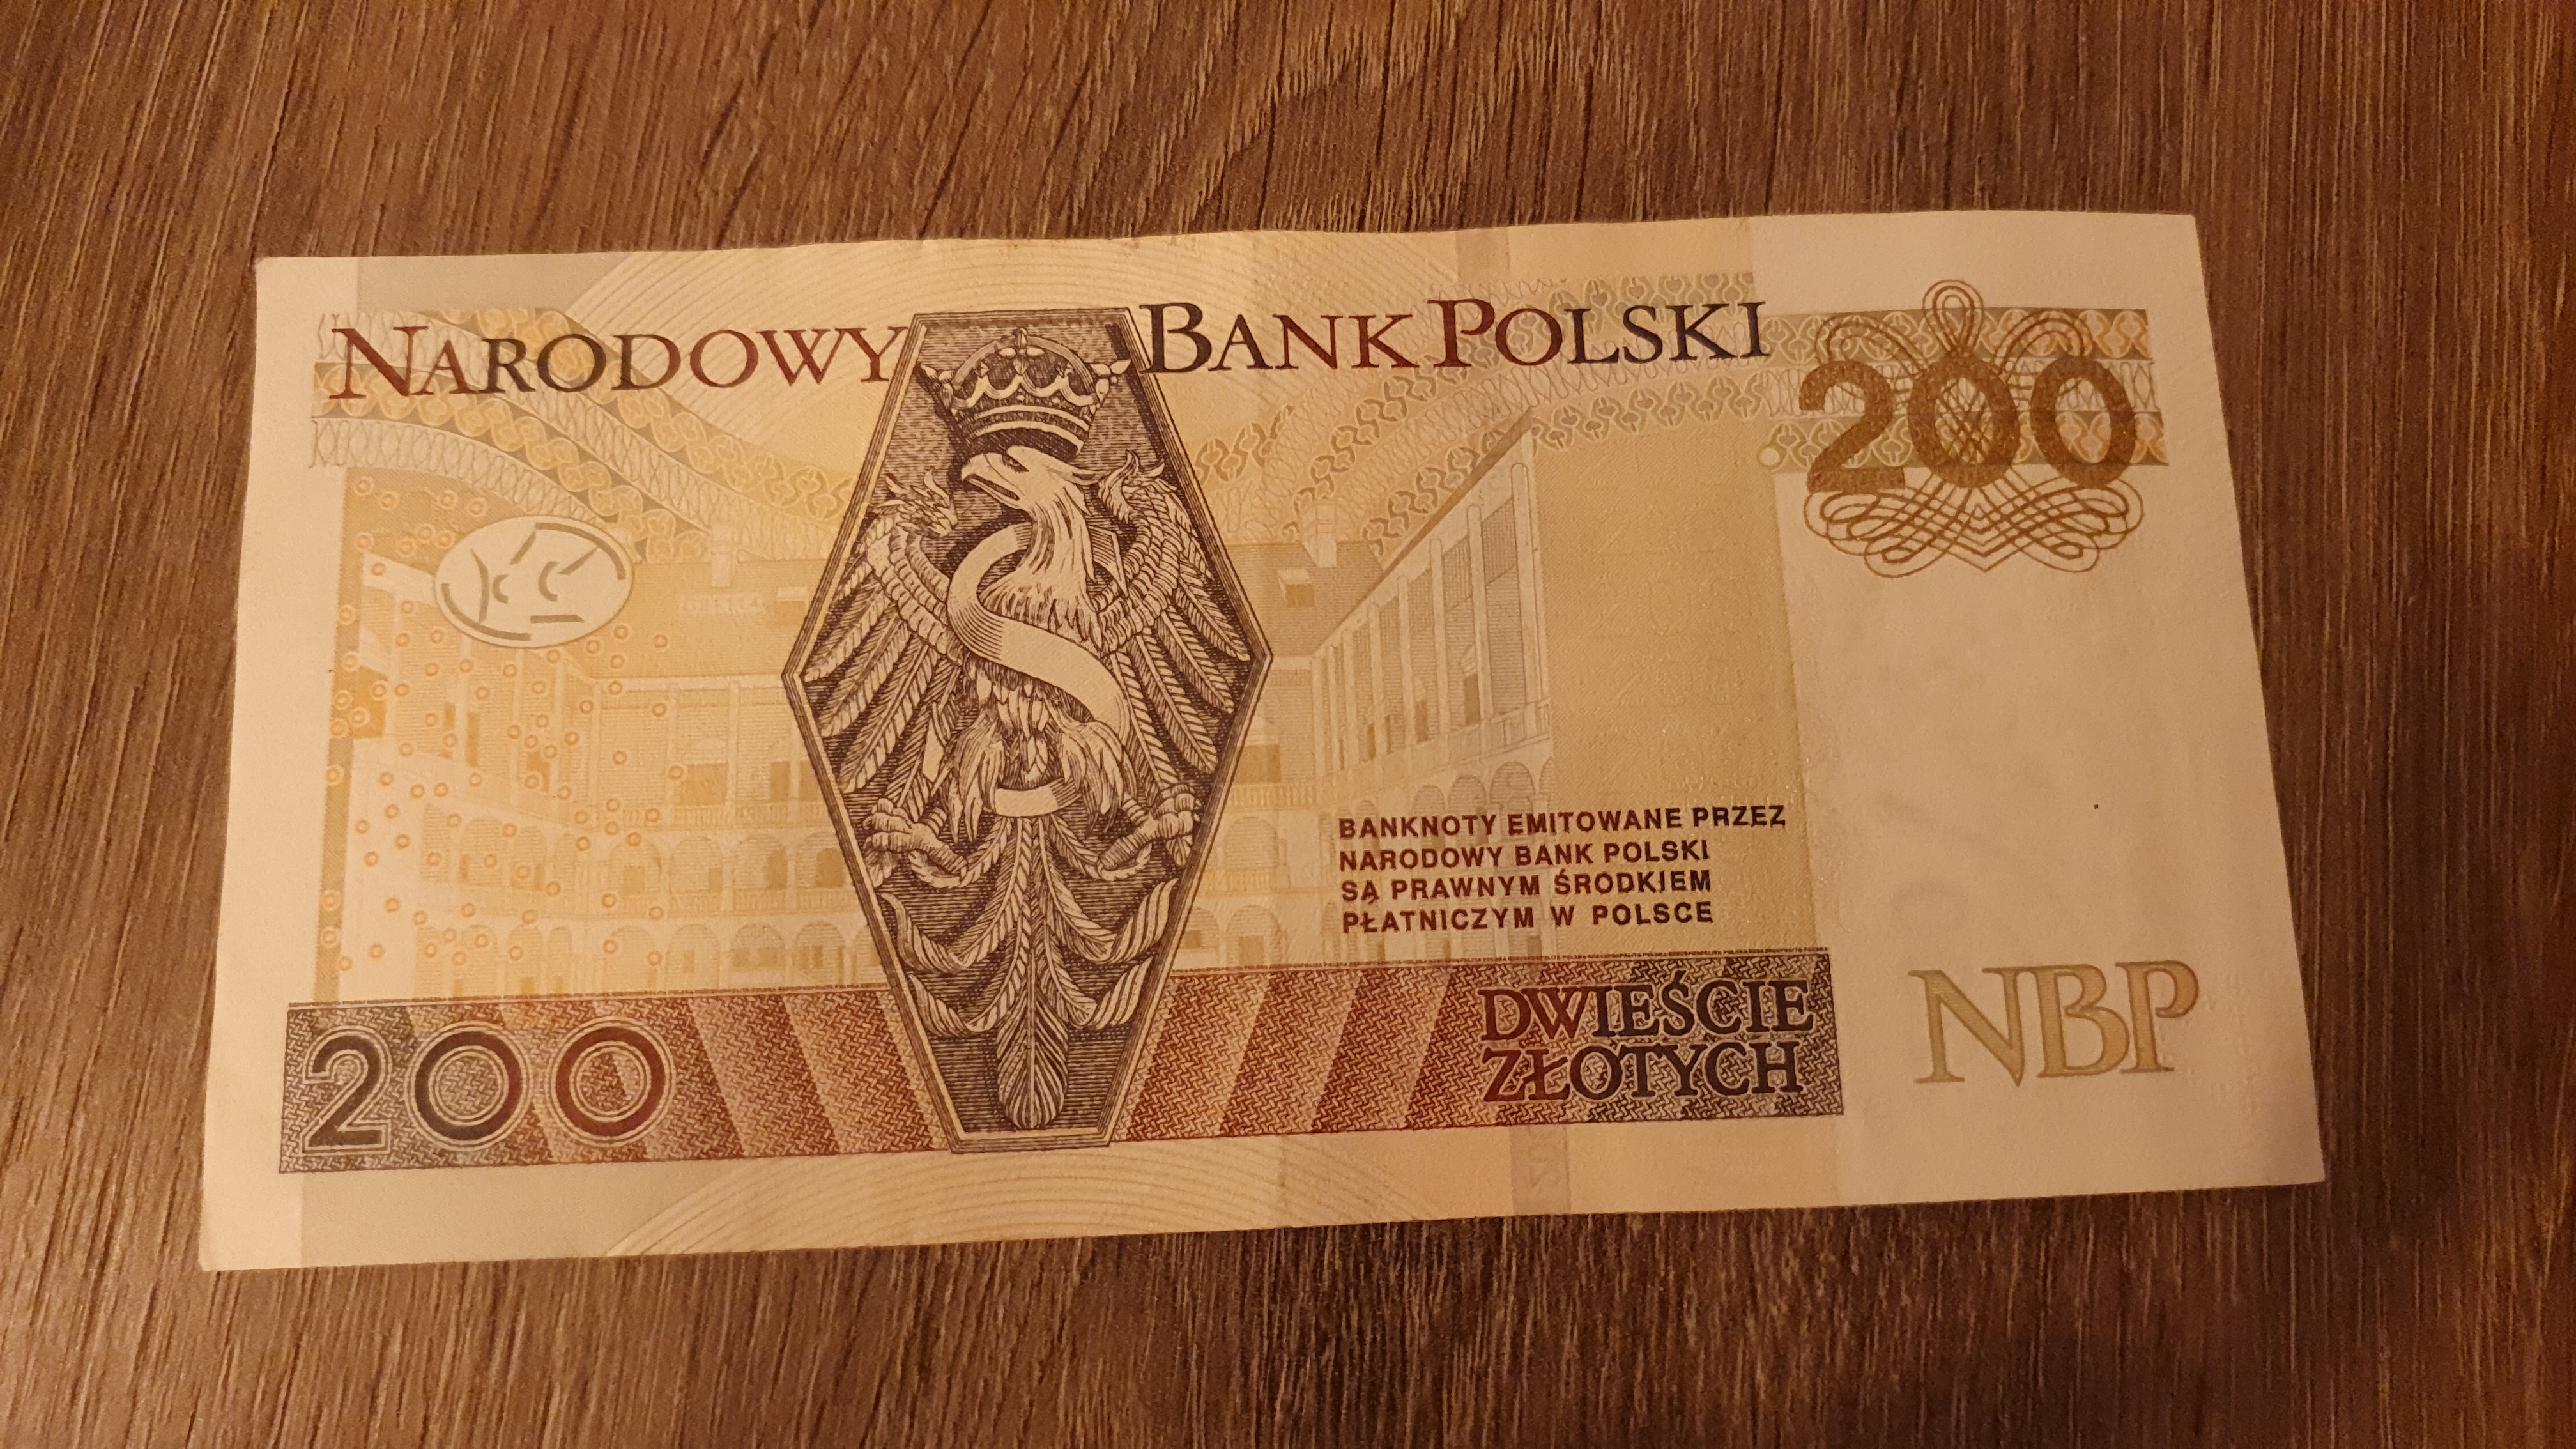 NARODOWY BANK POLSKI
200
BANKNOTY EMITOWANE PRZEZ
NARODOWY BANK POLSKI
SĄ PRAWNYM ŚRODKIEM
PŁATNICZYM W POLSCE
200
DWIEŚCIE
ZŁOTYCH
NBP